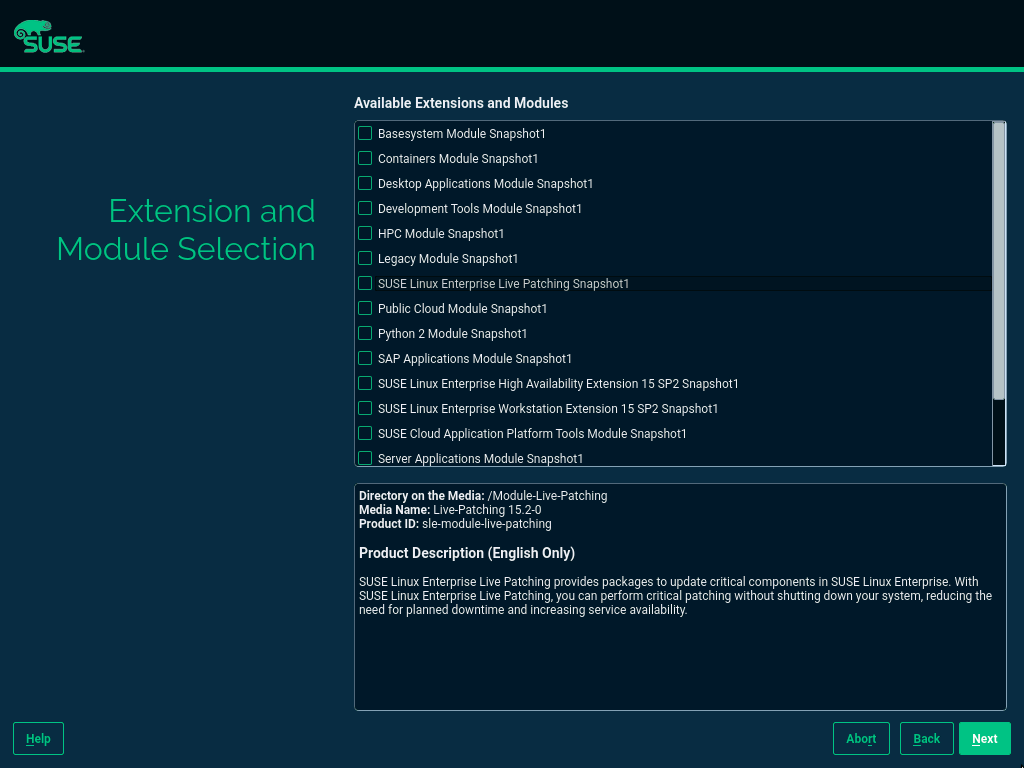 SUSE
Available Extensions and Modules
Extension and
Module Selection
Basesystem Module Snapshot1
Containers Module Snapshot1
Desktop Applications Module Snapshot1
Development Tools Module Snapshot1
HPC Module Snapshot1
Legacy Module Snapshot1
SUSE Linux Enterprise Live Patching Snapshot1
Public Cloud Module Snapshot1
Python 2 Module Snapshot1
SAP Applications Module Snapshot1
SUSE Linux Enterprise High Availability Extension 15 SP2 Snapshot1
SUSE Linux Enterprise Workstation Extension 15 SP2 Snapshot1
SUSE Cloud Application Platform Tools Module Snapshot1
Server Applications Module Snapshot1
Directory on the Media: /Module-Live-Patching
Media Name: Live-Patching 15.2-0
Product ID: sle-module-live-patching
Product Description (English Only)
SUSE Linux Enterprise Live Patching provides packages to update critical components in SUSE Linux Enterprise. With
SUSE Linux Enterprise Live Patching, you can perform critical patching without shutting down your system, reducing the
need for planned downtime and increasing service availability.
Help
Abort
Back
Next